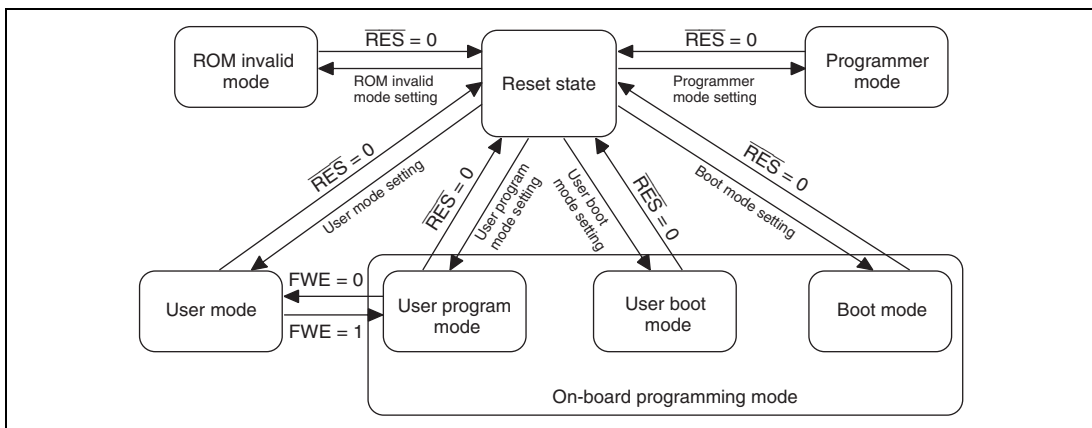 RES = 0
RES = 0
ROM invalid
mode
Reset state
Programmer
mode
ROM invalid
mode setting
Programmer
mode setting
RES = 0
User mode setting
RES = 0
User program
mode setting
User boot
mode setting
RES = 0
Boot mode setting
RES = 0
FWE = 0
User mode
FWE = 1
User program
mode
User boot
mode
Boot mode
On-board programming mode